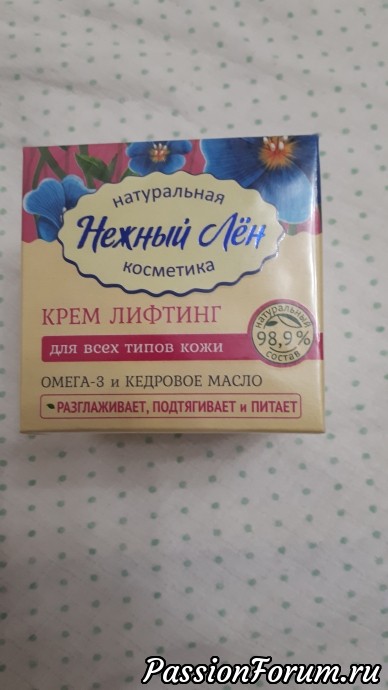 натуральная
Нежный Лён
косметика
КРЕМ ЛИФТИНГ
для всех типов кожи
натуральный
98,9%
состав
ОМЕГА-3 и КЕДРОВОЕ МАСЛО
РАЗГЛАЖИВАЕТ, ПОДТЯГИВАЕТ и ПИТАЕТ
PassionForum.ru